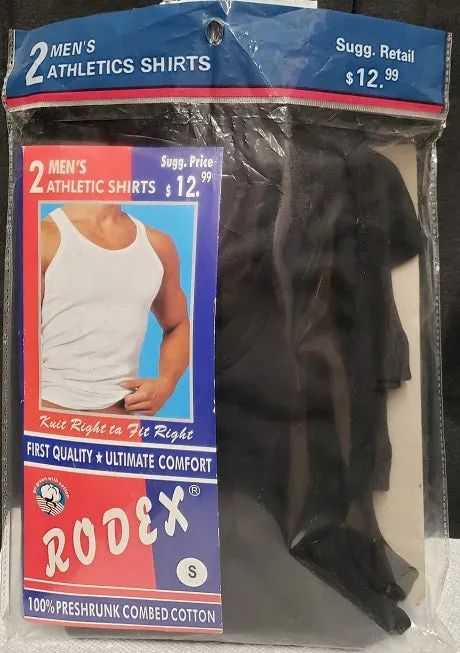 2 MEN'S
ATHLETICS SHIRTS
Sugg. Retail
$12.99
2 MEN'S
ATHLETIC SHIRTS
Sugg. Price
$12.99
Knit Right ta Fit Right
FIRST QUALITY ★ ULTIMATE COMFORT
RODEX®
S
100% PRESHRUNK COMBED COTTON